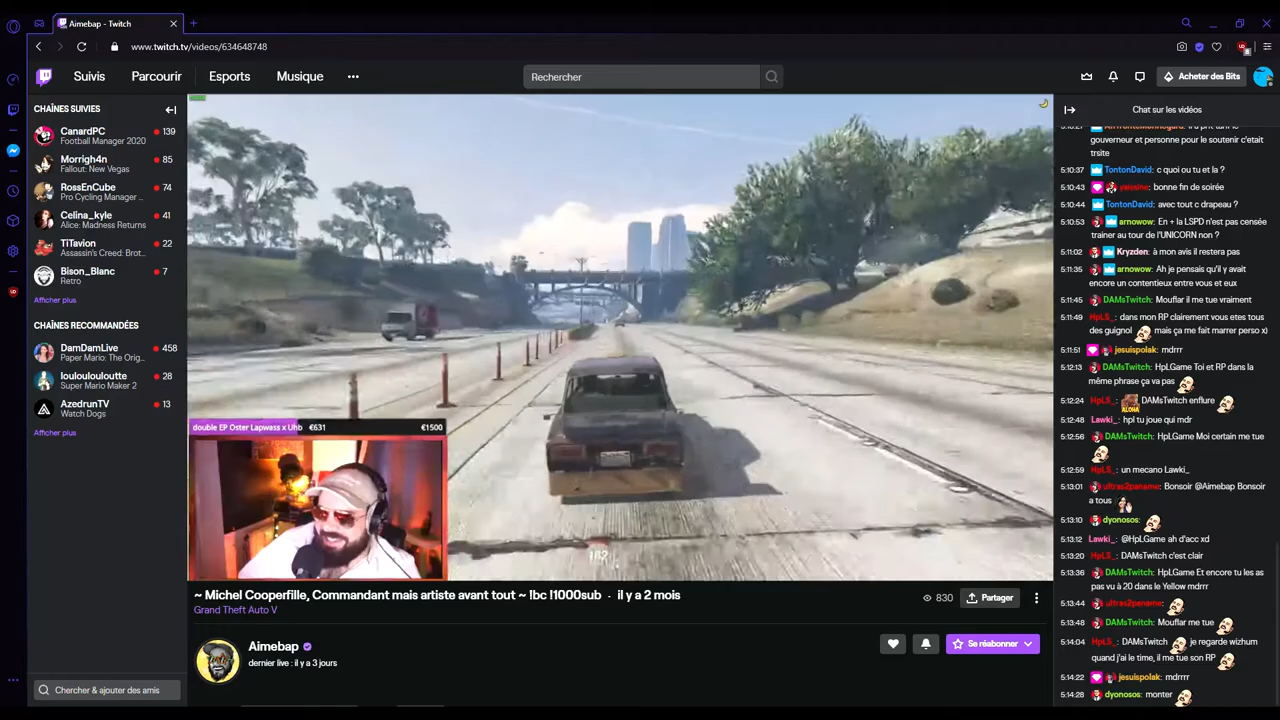 Aimebap - Twitch
www.twitch.tv/videos/634648748
Suivis
Parcourir
Esports
Musique
Rechercher
Acheter des Bits
CHAÎNES SUIVIES
CanardPC
139
Football Manager 2020
Morrigh4n
85
Fallout: New Vegas
RossEnCube
74
Pro Cycling Manager ...
Celina_kyle
41
Alice: Madness Returns
TiTavion
22
Assassin's Creed: Brot...
Bison_Blanc
7
Retro
Afficher plus
CHAÎNES RECOMMANDÉES
DamDamLive
458
Paper Mario: The Orig...
louloulouloutte
28
Super Mario Maker 2
AzedrunTV
13
Watch Dogs
Afficher plus
Chercher & ajouter des amis
double EP Oster Lapwass x Uhb €631 €1500
182
~ Michel Cooperfille, Commandant mais artiste avant tout ~ !bc !1000sub · il y a 2 mois
Grand Theft Auto V
830
Partager
Aimebap
dernier live : il y a 3 jours
Se réabonner
Chat sur les vidéos
gouverneur et personne pour le soutenir c'etait
trsite
5:10:37 TontonDavid: c quoi ou tu et la ?
5:10:43 yassine: bonne fin de soirée
5:10:44 TontonDavid: avec tout c drapeau ?
5:10:53 arnowow: En + la LSPD n'est pas censée
trainer au tour de l'UNICORN non ?
5:11:02 Kryzden: à mon avis il restera pas
5:11:35 arnowow: Ah je pensais qu'il y avait
encore un contentieux entre vous et eux
5:11:45 DAMsTwitch: Mouflar il me tue vraiment
5:11:49 HpLS_: dans mon RP clairement vous etes tous
des guignol mais ça me fait marrer perso x)
5:11:51 jesuispolak: mdrrr
5:12:13 DAMsTwitch: HpLGame Toi et RP dans la
même phrase ça va pas
5:12:24 HpLS_: ALOHA DAMsTwitch enflure
5:12:48 Lawki_: hpl tu joue qui mdr
5:12:56 DAMsTwitch: HpLGame Moi certain me tue
5:12:59 HpLS_: un mecano Lawki_
5:13:01 ultras2paname: Bonsoir @Aimebap Bonsoir
a tous
5:13:10 dyonosos:
5:13:12 Lawki_: @HpLGame ah d'acc xd
5:13:20 HpLS_: DAMsTwitch c'est clair
5:13:36 DAMsTwitch: HpLGame Et encore tu les as
pas vu à 20 dans le Yellow mdrrr
5:13:44 ultras2paname:
5:13:48 DAMsTwitch: Mouflar me tue
5:14:04 HpLS_: DAMsTwitch je regarde wizhum
quand j'ai le time, il me tue son RP
5:14:22 jesuispolak: mdrrrr
5:14:28 dyonosos: monter